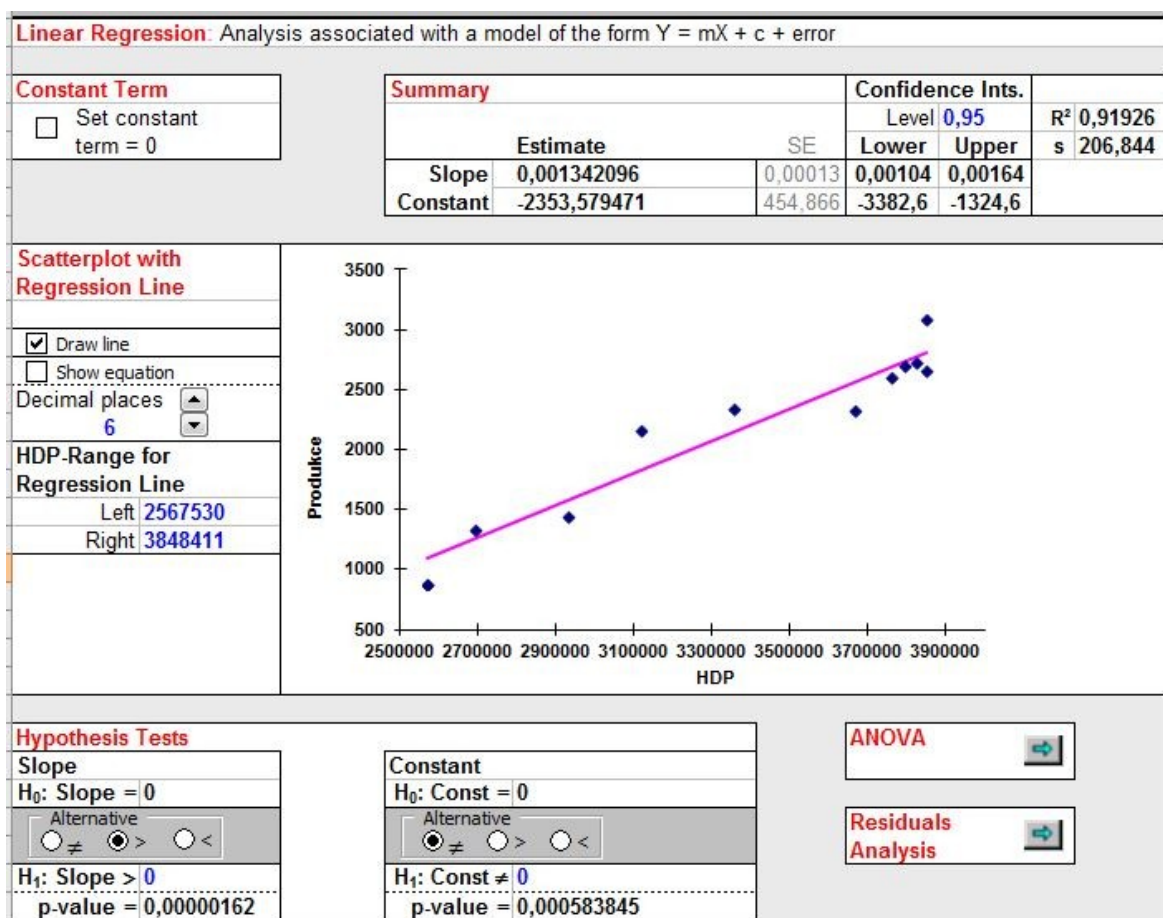 Linear Regression: Analysis associated with a model of the form Y = mX + c + error
Constant Term
Set constant
term = 0
Summary
Confidence Ints.
Level 0,95
R² 0,91926
Estimate SE Lower Upper
s 206,844
Slope 0,001342096 0,00013 0,00104 0,00164
Constant -2353,579471 454,866 -3382,6 -1324,6
Scatterplot with
Regression Line
Draw line
Show equation
Decimal places
6
HDP-Range for
Regression Line
Left 2567530
Right 3848411
3500
3000
2500
2000
1500
1000
500
Produkce
2500000 2700000 2900000 3100000 3300000 3500000 3700000 3900000
HDP
Hypothesis Tests
Slope
H₀: Slope = 0
Alternative
≠ > <
H₁: Slope > 0
p-value = 0,00000162
Constant
H₀: Const = 0
Alternative
≠ > <
H₁: Const ≠ 0
p-value = 0,000583845
ANOVA
Residuals
Analysis